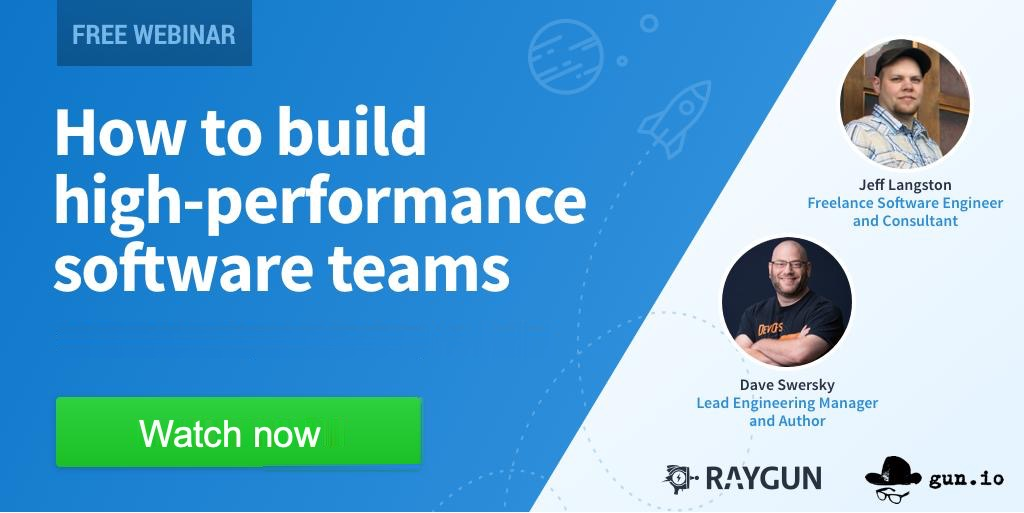 FREE WEBINAR
How to build
high-performance
software teams
Watch now
Jeff Langston
Freelance Software Engineer
and Consultant
DEVOPS
Dave Swersky
Lead Engineering Manager
and Author
RAYGUN
gun.io